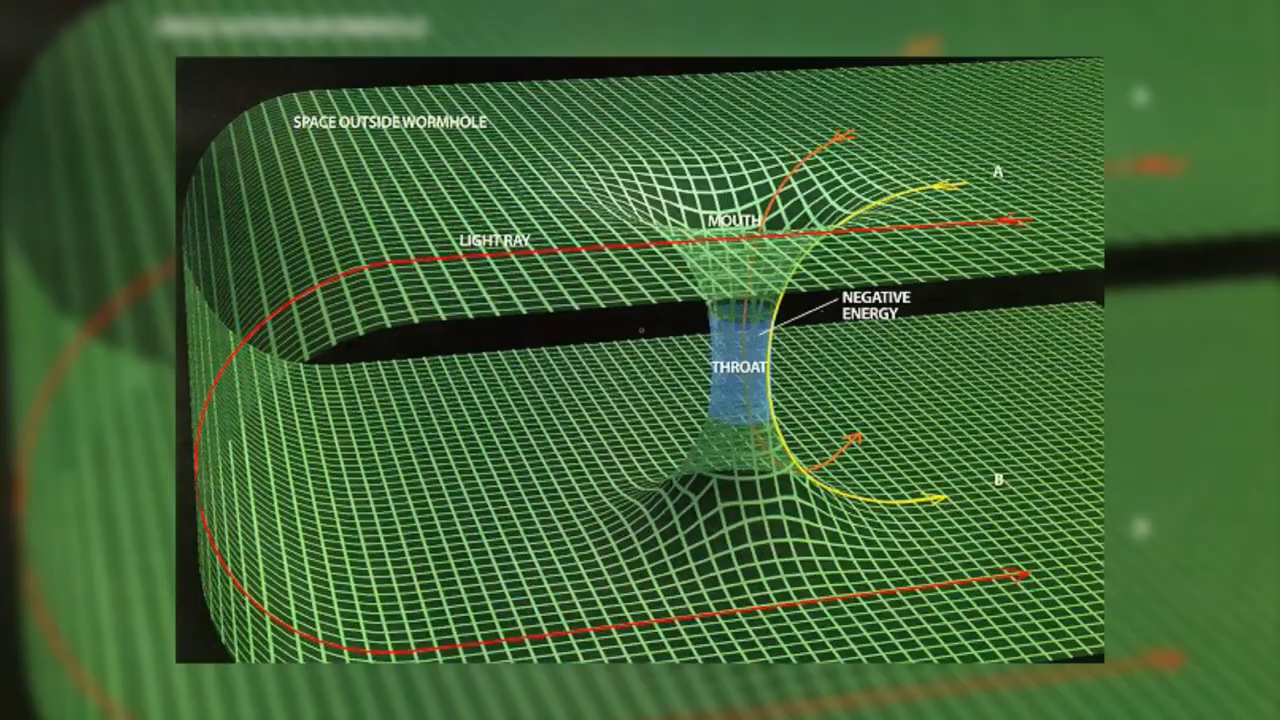 SPACE OUTSIDE WORMHOLE
A
MOUTH
LIGHT RAY
NEGATIVE
ENERGY
THROAT
B